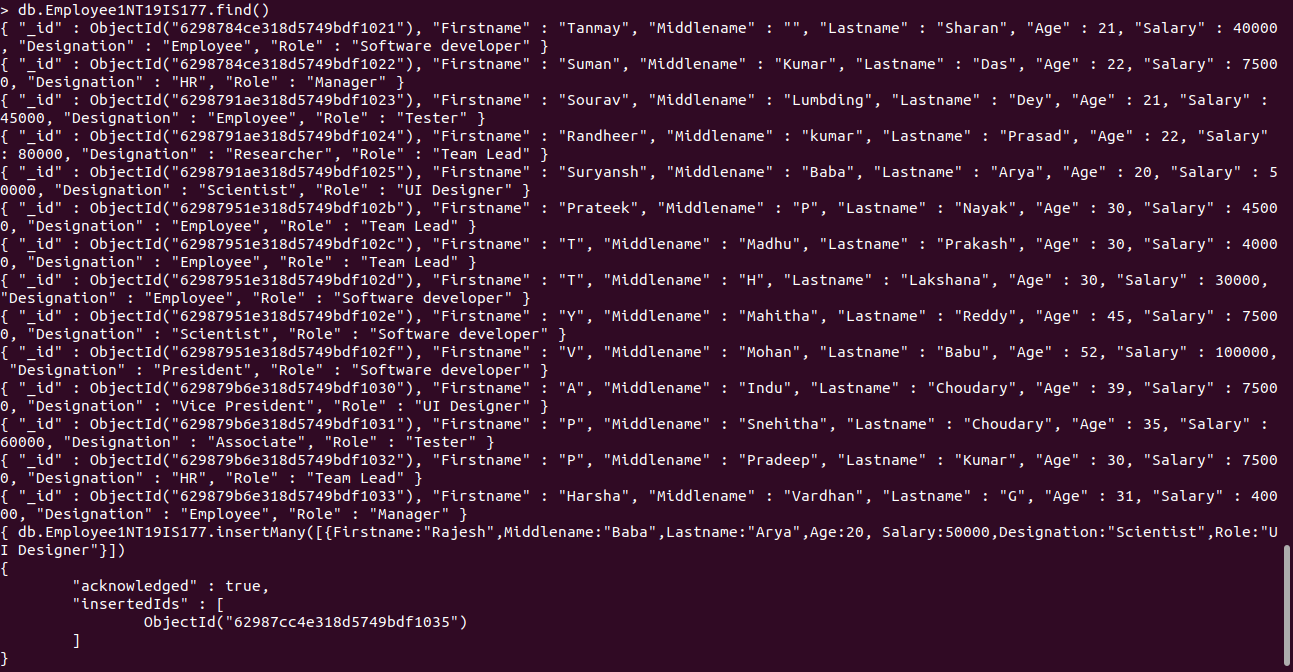 > db.Employee1NT19IS177.find()
{ "_id" : ObjectId("6298784ce318d5749bdf1021"), "Firstname" : "Tanmay", "Middlename" : "", "Lastname" : "Sharan", "Age" : 21, "Salary" : 40000
, "Designation" : "Employee", "Role" : "Software developer" }
{ "_id" : ObjectId("6298784ce318d5749bdf1022"), "Firstname" : "Suman", "Middlename" : "Kumar", "Lastname" : "Das", "Age" : 22, "Salary" : 7500
0, "Designation" : "HR", "Role" : "Manager" }
{ "_id" : ObjectId("6298791ae318d5749bdf1023"), "Firstname" : "Sourav", "Middlename" : "Lumbding", "Lastname" : "Dey", "Age" : 21, "Salary" :
45000, "Designation" : "Employee", "Role" : "Tester" }
{ "_id" : ObjectId("6298791ae318d5749bdf1024"), "Firstname" : "Randheer", "Middlename" : "kumar", "Lastname" : "Prasad", "Age" : 22, "Salary"
: 80000, "Designation" : "Researcher", "Role" : "Team Lead" }
{ "_id" : ObjectId("6298791ae318d5749bdf1025"), "Firstname" : "Suryansh", "Middlename" : "Baba", "Lastname" : "Arya", "Age" : 20, "Salary" : 5
0000, "Designation" : "Scientist", "Role" : "UI Designer" }
{ "_id" : ObjectId("62987951e318d5749bdf102b"), "Firstname" : "Prateek", "Middlename" : "P", "Lastname" : "Nayak", "Age" : 30, "Salary" : 4500
0, "Designation" : "Employee", "Role" : "Team Lead" }
{ "_id" : ObjectId("62987951e318d5749bdf102c"), "Firstname" : "T", "Middlename" : "Madhu", "Lastname" : "Prakash", "Age" : 30, "Salary" : 4000
0, "Designation" : "Employee", "Role" : "Team Lead" }
{ "_id" : ObjectId("62987951e318d5749bdf102d"), "Firstname" : "T", "Middlename" : "H", "Lastname" : "Lakshana", "Age" : 30, "Salary" : 30000,
"Designation" : "Employee", "Role" : "Software developer" }
{ "_id" : ObjectId("62987951e318d5749bdf102e"), "Firstname" : "Y", "Middlename" : "Mahitha", "Lastname" : "Reddy", "Age" : 45, "Salary" : 7500
0, "Designation" : "Scientist", "Role" : "Software developer" }
{ "_id" : ObjectId("62987951e318d5749bdf102f"), "Firstname" : "V", "Middlename" : "Mohan", "Lastname" : "Babu", "Age" : 52, "Salary" : 100000,
"Designation" : "President", "Role" : "Software developer" }
{ "_id" : ObjectId("629879b6e318d5749bdf1030"), "Firstname" : "A", "Middlename" : "Indu", "Lastname" : "Choudary", "Age" : 39, "Salary" : 7500
0, "Designation" : "Vice President", "Role" : "UI Designer" }
{ "_id" : ObjectId("629879b6e318d5749bdf1031"), "Firstname" : "P", "Middlename" : "Snehitha", "Lastname" : "Choudary", "Age" : 35, "Salary" :
60000, "Designation" : "Associate", "Role" : "Tester" }
{ "_id" : ObjectId("629879b6e318d5749bdf1032"), "Firstname" : "P", "Middlename" : "Pradeep", "Lastname" : "Kumar", "Age" : 30, "Salary" : 7500
0, "Designation" : "HR", "Role" : "Team Lead" }
{ "_id" : ObjectId("629879b6e318d5749bdf1033"), "Firstname" : "Harsha", "Middlename" : "Vardhan", "Lastname" : "G", "Age" : 31, "Salary" : 400
00, "Designation" : "Employee", "Role" : "Manager" }
{ db.Employee1NT19IS177.insertMany([{Firstname:"Rajesh",Middlename:"Baba",Lastname:"Arya",Age:20, Salary:50000,Designation:"Scientist",Role:"U
I Designer"}])
{
"acknowledged" : true,
"insertedIds" : [
ObjectId("62987cc4e318d5749bdf1035")
]
}